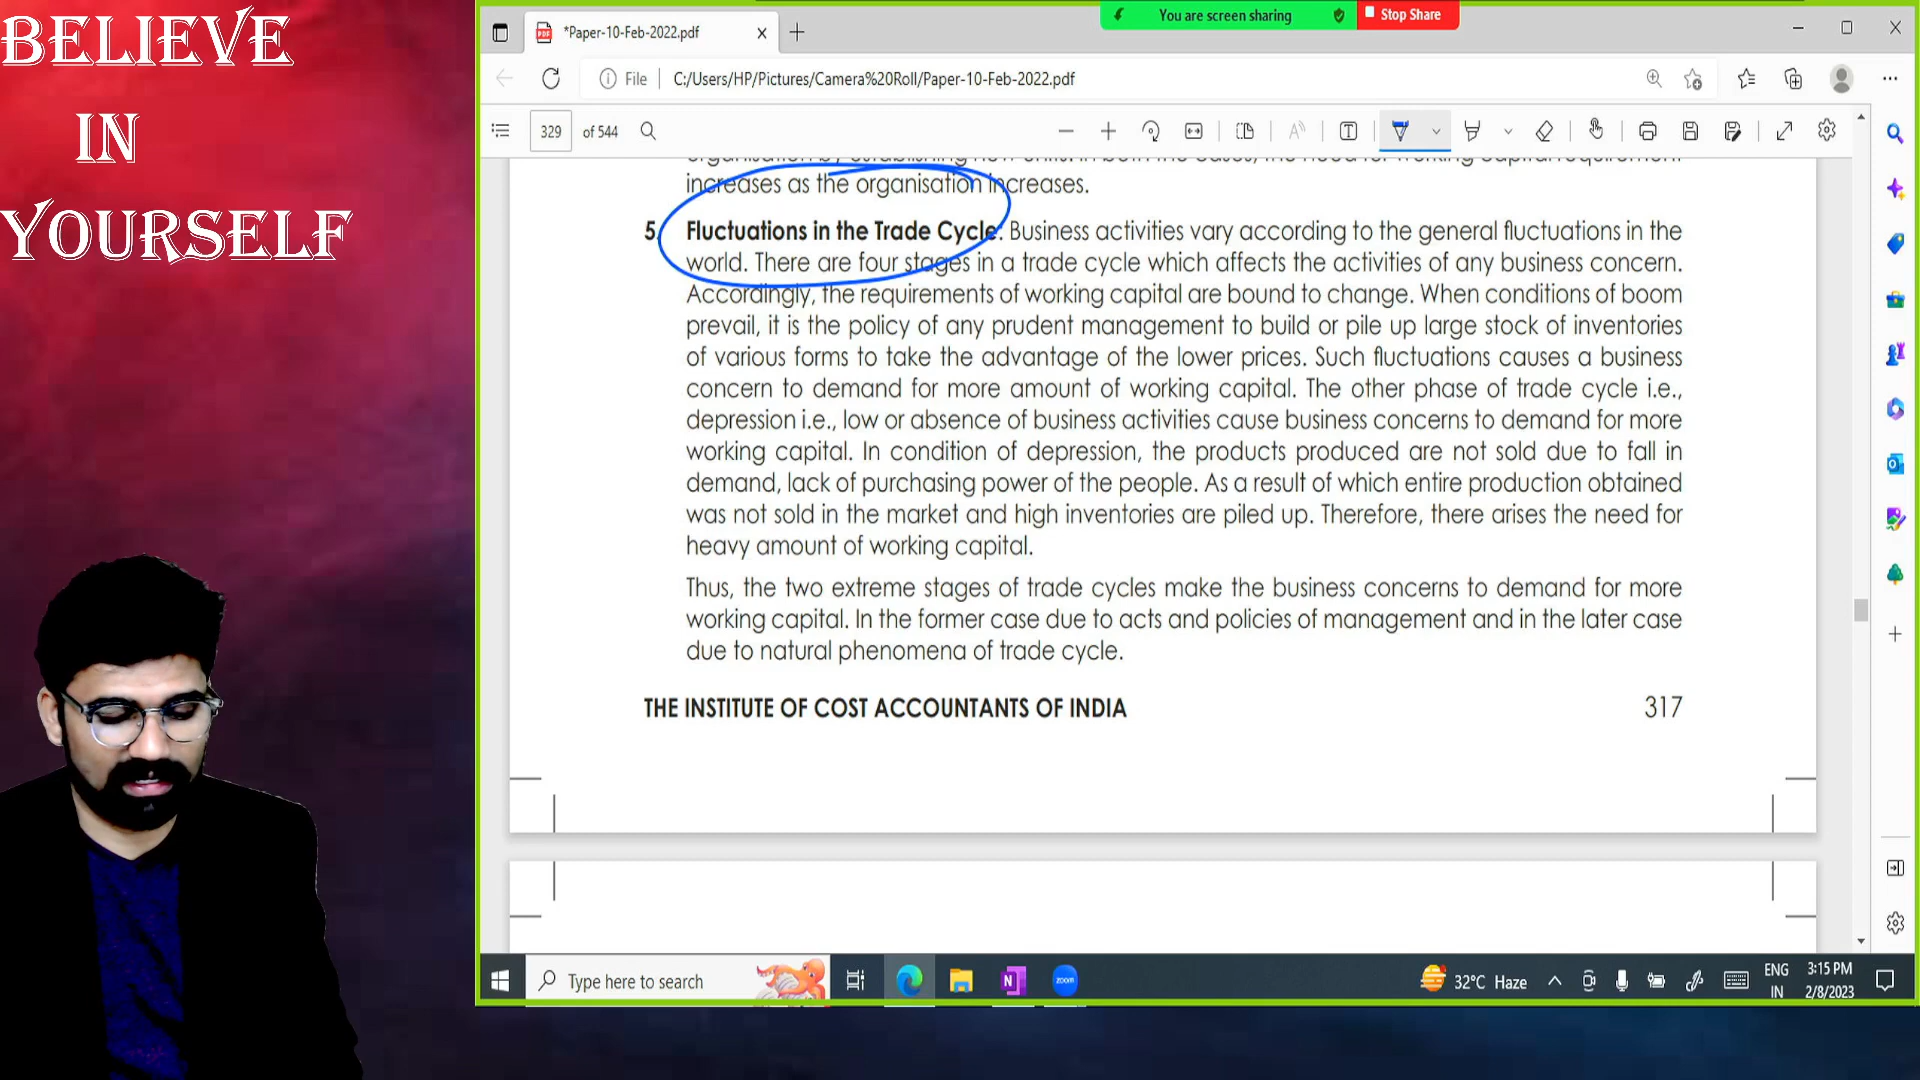 BELIEVE
IN
YOURSELF
You are screen sharing
Stop Share
*Paper-10-Feb-2022.pdf
File
C:/Users/HP/Pictures/Camera%20Roll/Paper-10-Feb-2022.pdf
329 of 544
increases as the organisation increases.
5. Fluctuations in the Trade Cycle: Business activities vary according to the general fluctuations in the
world. There are four stages in a trade cycle which affects the activities of any business concern.
Accordingly, the requirements of working capital are bound to change. When conditions of boom
prevail, it is the policy of any prudent management to build or pile up large stock of inventories
of various forms to take the advantage of the lower prices. Such fluctuations causes a business
concern to demand for more amount of working capital. The other phase of trade cycle i.e.,
depression i.e., low or absence of business activities cause business concerns to demand for more
working capital. In condition of depression, the products produced are not sold due to fall in
demand, lack of purchasing power of the people. As a result of which entire production obtained
was not sold in the market and high inventories are piled up. Therefore, there arises the need for
heavy amount of working capital.
Thus, the two extreme stages of trade cycles make the business concerns to demand for more
working capital. In the former case due to acts and policies of management and in the later case
due to natural phenomena of trade cycle.
THE INSTITUTE OF COST ACCOUNTANTS OF INDIA 317
Type here to search
zoom
32°C Haze
ENG
IN
3:15 PM
2/8/2023